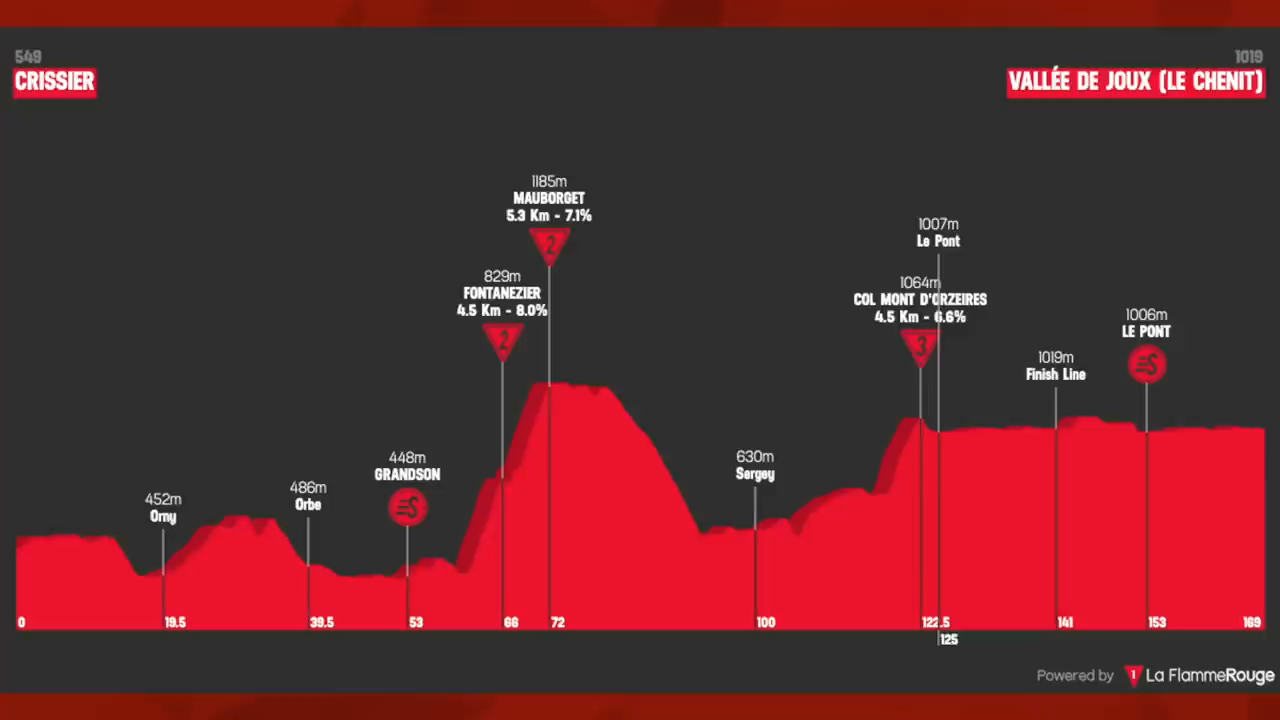 549
CRISSIER
1019
VALLÉE DE JOUX (LE CHENIT)
1185m
MAUBORGET
5.3 Km - 7.1%
2
829m
FONTANEZIER
4.5 Km - 8.0%
2
1007m
Le Pont
1064m
COL MONT D'ORZEIRES
4.5 Km - 6.6%
3
1006m
LE PONT
S
1019m
Finish Line
448m
GRANDSON
S
630m
Sergey
452m
Orny
486m
Orbe
0
19.5
39.5
53
66
72
100
122.5
125
141
153
169
Powered by 1 La FlammeRouge